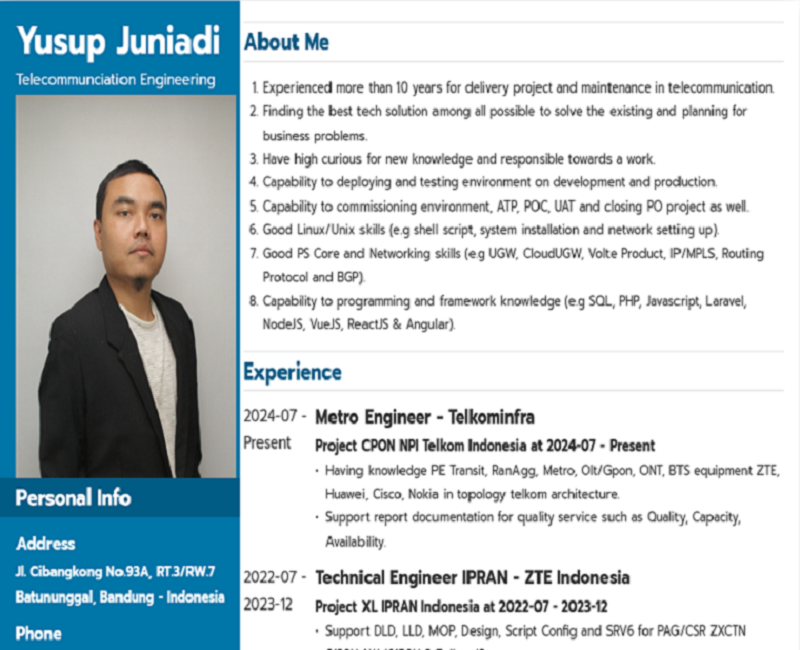 Yusup Juniadi
Telecommunciation Engineering
Personal Info
Address
Jl. Cibangkong No.93A, RT.3/RW.7
Batununggal, Bandung - Indonesia
Phone
About Me
1. Experienced more than 10 years for delivery project and maintenance in telecommunication.
2. Finding the best tech solution among all possible to solve the existing and planning for
business problems.
3. Have high curious for new knowledge and responsible towards a work.
4. Capability to deploying and testing environment on development and production.
5. Capability to commissioning environment, ATP, POC, UAT and closing PO project as well.
6. Good Linux/Unix skills (e.g shell script, system installation and network setting up).
7. Good PS Core and Networking skills (e.g UGW, CloudUGW, Volte Product, IP/MPLS, Routing
Protocol and BGP).
8. Capability to programming and framework knowledge (e.g SQL, PHP, Javascript, Laravel,
NodeJS, VueJS, ReactJS & Angular).
Experience
2024-07 - Metro Engineer - Telkominfra
Present Project CPON NPI Telkom Indonesia at 2024-07 - Present
• Having knowledge PE Transit, RanAgg, Metro, Olt/Gpon, ONT, BTS equipment ZTE,
Huawei, Cisco, Nokia in topology telkom architecture.
• Support report documentation for quality service such as Quality, Capacity,
Availability.
2022-07 - Technical Engineer IPRAN - ZTE Indonesia
2023-12 Project XL IPRAN Indonesia at 2022-07 - 2023-12
• Support DLD, LLD, MOP, Design, Script Config and SRV6 for PAG/CSR ZXCTN